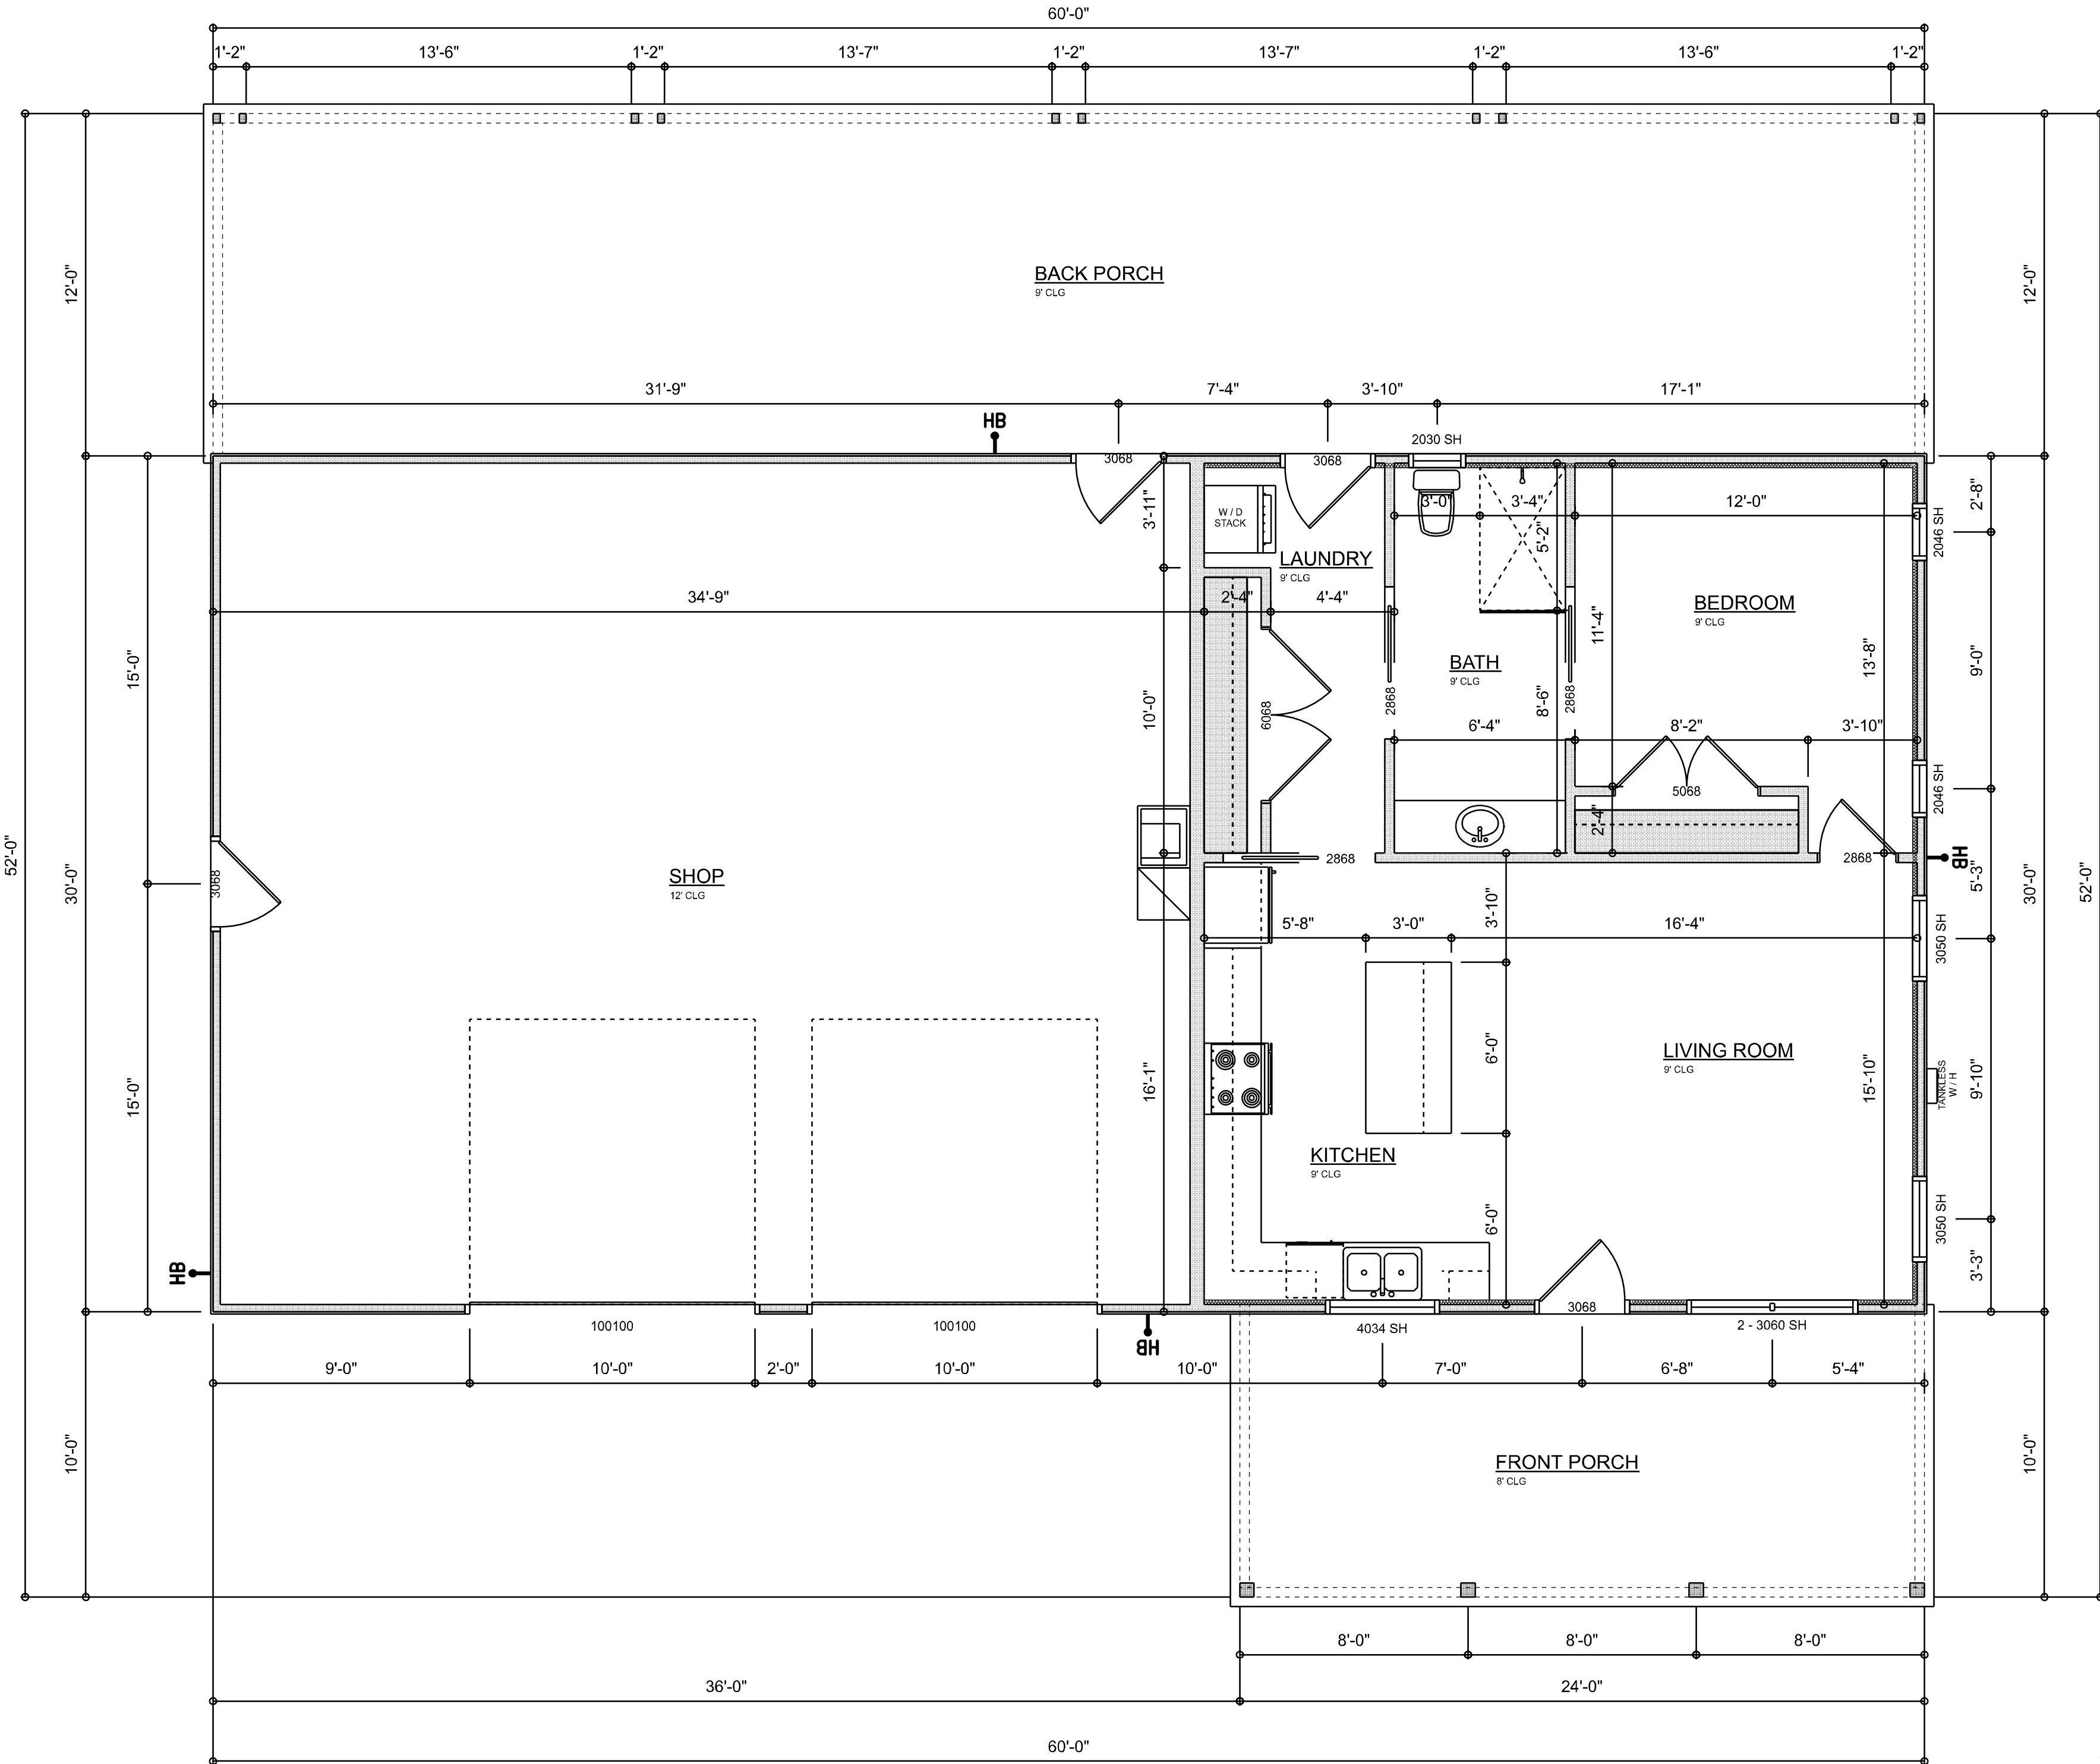 60'-0"
1'-2" 13'-6" 1'-2" 13'-7" 1'-2" 13'-7" 1'-2" 13'-6" 1'-2"
12'-0"
BACK PORCH
9' CLG
12'-0"
31'-9" 7'-4" 3'-10" 17'-1"
HB
2030 SH
3068
3068
3'-11"
W / D
STACK
3'-0" 3'-4" 12'-0"
5'-2"
2'-8"
2046 SH
LAUNDRY
9' CLG
34'-9" 2'-4" 4'-4"
BEDROOM
9' CLG
11'-4"
13'-8"
9'-0"
15'-0"
BATH
9' CLG
10'-0"
6068
2868
8'-6"
2868
6'-4" 8'-2" 3'-10"
5068
2046 SH
2'-4"
52'-0"
30'-0"
3068
SHOP
12' CLG
2868
2868
HB
5'-3"
30'-0"
52'-0"
5'-8" 3'-0" 3'-10" 16'-4"
3050 SH
15'-0"
16'-1"
6'-0"
LIVING ROOM
9' CLG
15'-10"
TANKLESS
W / H
9'-10"
KITCHEN
9' CLG
6'-0"
3050 SH
3'-3"
HB
3068
100100
100100
HB
4034 SH
2 - 3060 SH
9'-0" 10'-0" 2'-0" 10'-0" 10'-0" 7'-0" 6'-8" 5'-4"
10'-0"
FRONT PORCH
8' CLG
10'-0"
8'-0" 8'-0" 8'-0"
36'-0" 24'-0"
60'-0"